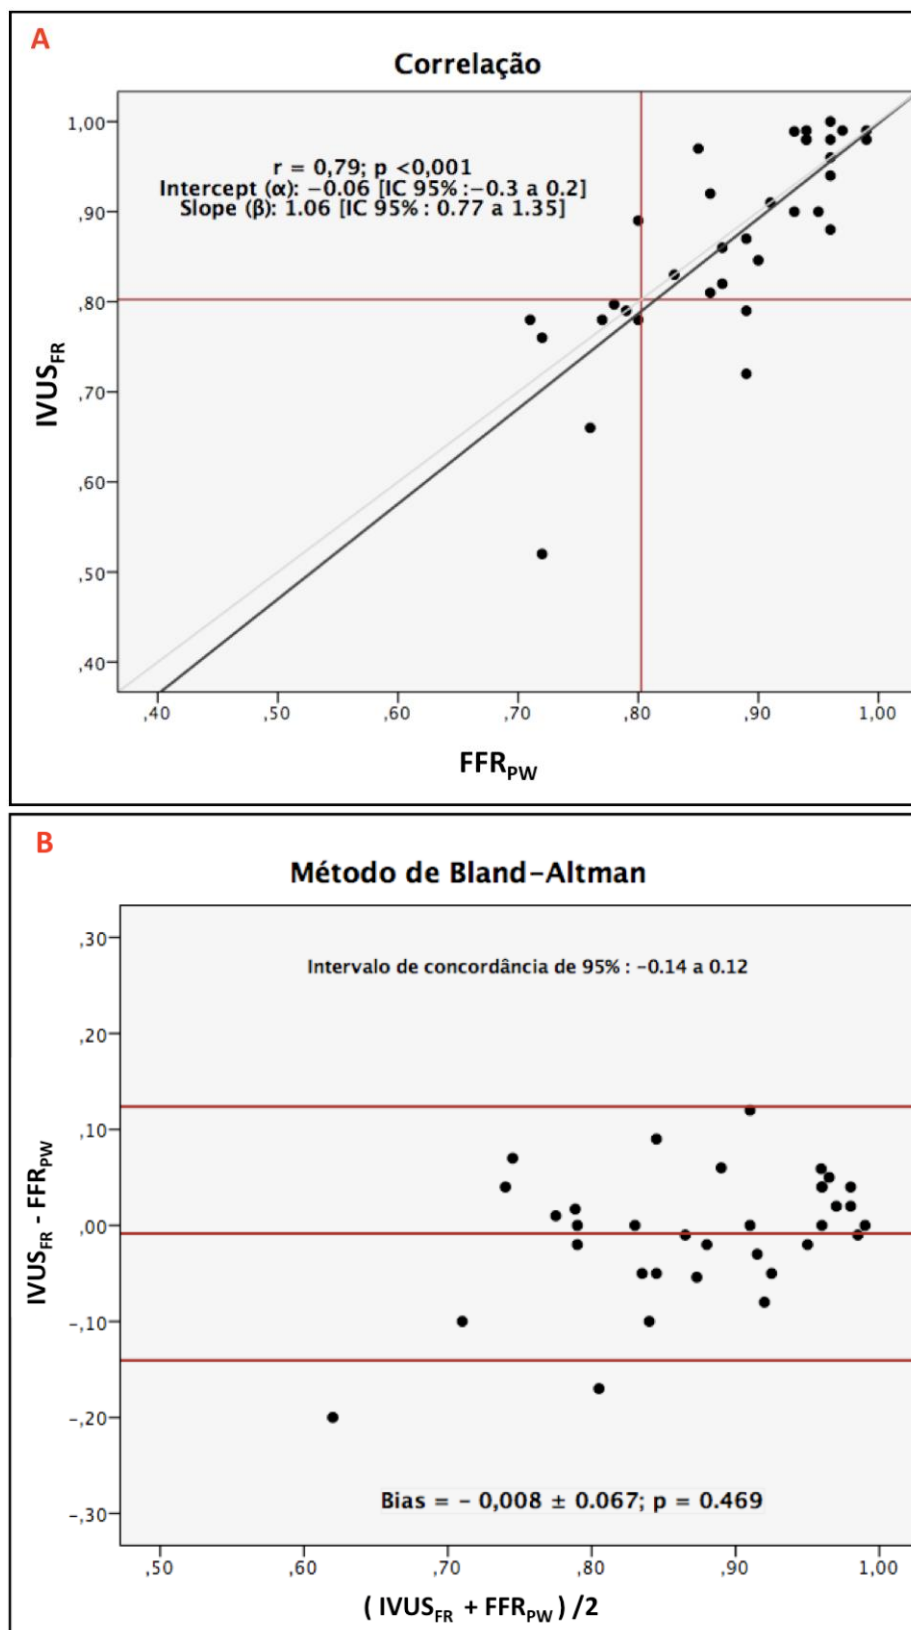 A
Correlação
r = 0,79; p <0,001
Intercept (α): −0.06 [IC 95% :−0.3 a 0.2]
Slope (β): 1.06 [IC 95% : 0.77 a 1.35]
1,00
,90
,80
,70
,60
,50
,40
IVUSFR
,40 ,50 ,60 ,70 ,80 ,90 1,00
FFRPW
B
Método de Bland−Altman
Intervalo de concordância de 95% : −0.14 a 0.12
,30
,20
,10
,00
−,10
−,20
−,30
IVUSFR - FFRPW
Bias = − 0,008 ± 0.067; p = 0.469
,50 ,60 ,70 ,80 ,90 1,00
( IVUSFR + FFRPW ) /2